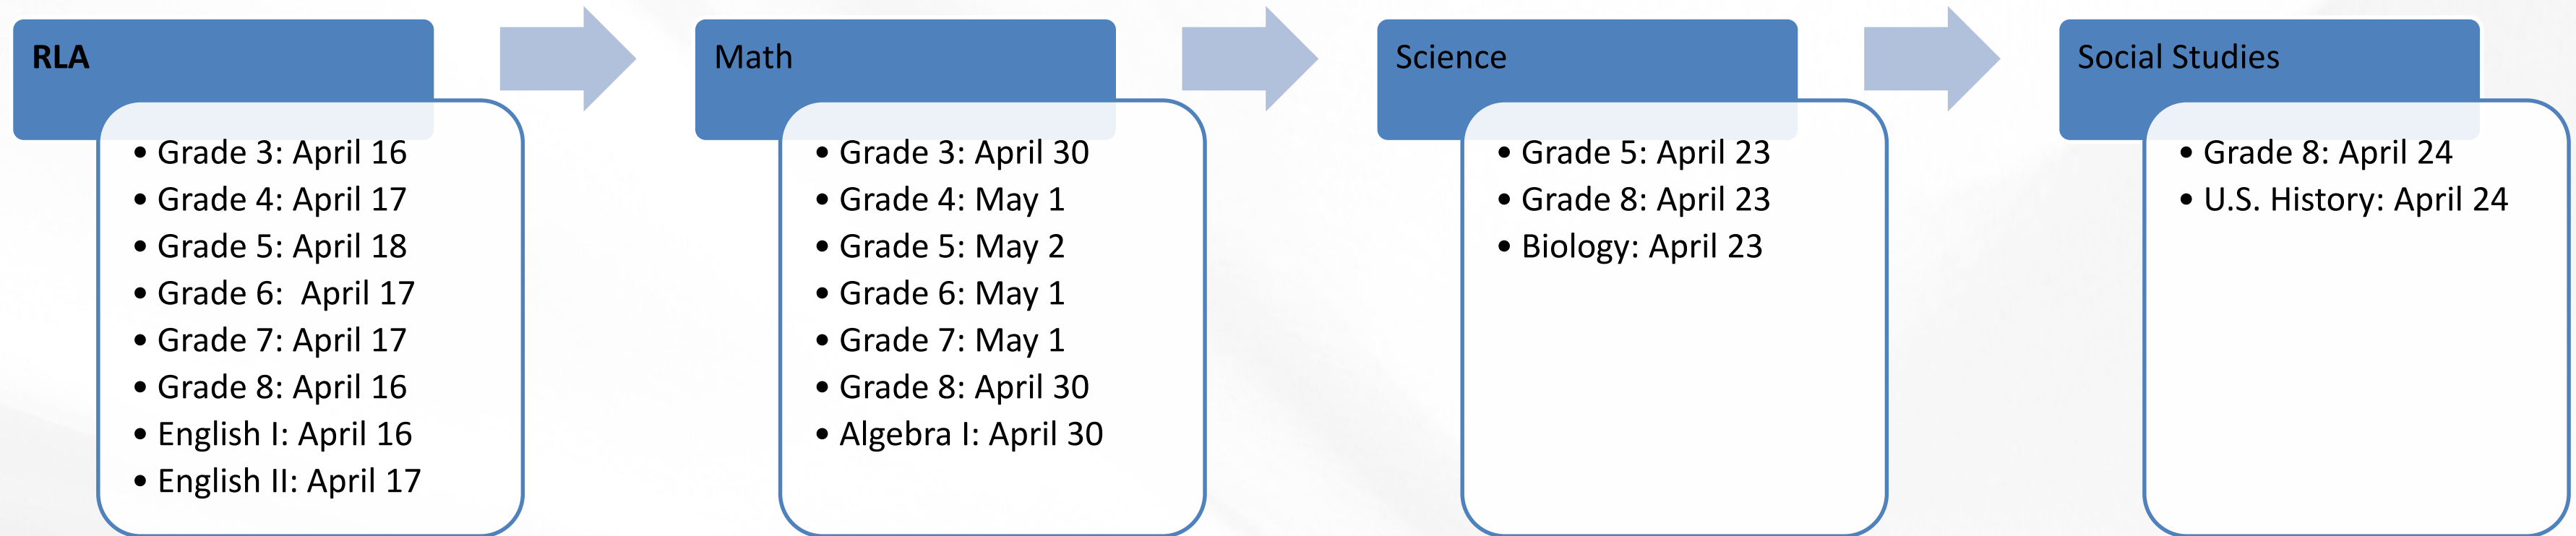 RLA
• Grade 3: April 16
• Grade 4: April 17
• Grade 5: April 18
• Grade 6:  April 17
• Grade 7: April 17
• Grade 8: April 16
• English I: April 16
• English II: April 17
Math
• Grade 3: April 30
• Grade 4: May 1
• Grade 5: May 2
• Grade 6: May 1
• Grade 7: May 1
• Grade 8: April 30
• Algebra I: April 30
Science
• Grade 5: April 23
• Grade 8: April 23
• Biology: April 23
Social Studies
• Grade 8: April 24
• U.S. History: April 24